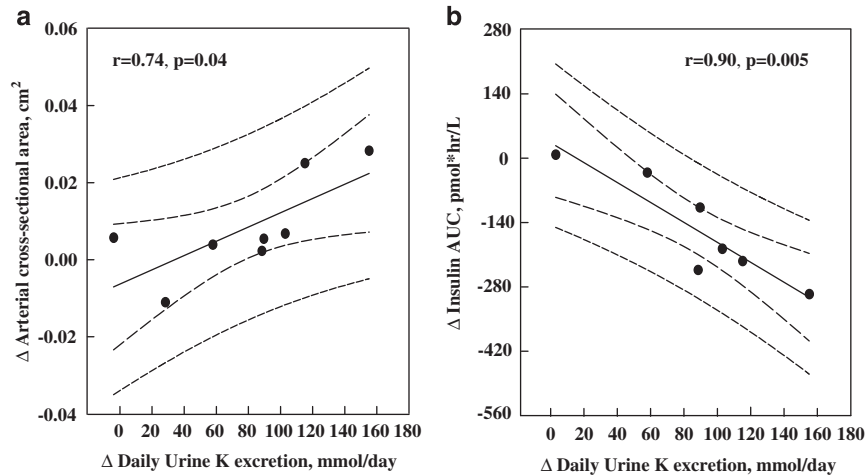 a
0.06
0.04
0.02
0.00
-0.02
-0.04
Δ Arterial cross-sectional area, cm²
r=0.74, p=0.04
0 20 40 60 80 100 120 140 160 180
Δ Daily Urine K excretion, mmol/day
b
280
140
0
-140
-280
-420
-560
Δ Insulin AUC, pmol*hr/L
r=0.90, p=0.005
0 20 40 60 80 100 120 140 160 180
Δ Daily Urine K excretion, mmol/day